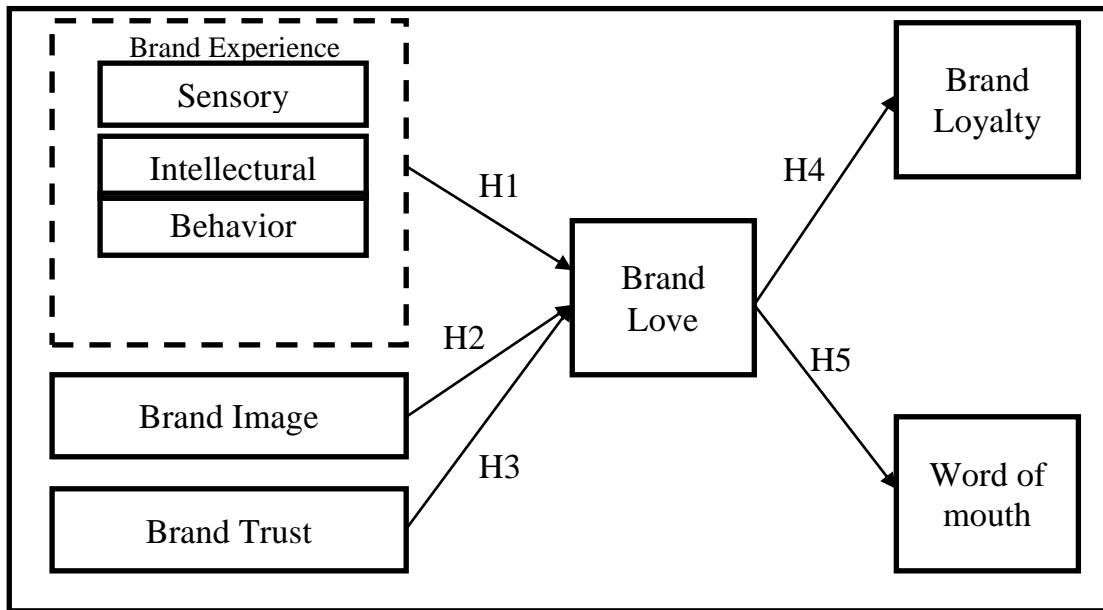 Brand Experience
Sensory
Intellectural
Behavior
Brand Image
Brand Trust
H1
H2
H3
Brand
Love
H4
H5
Brand
Loyalty
Word of
mouth